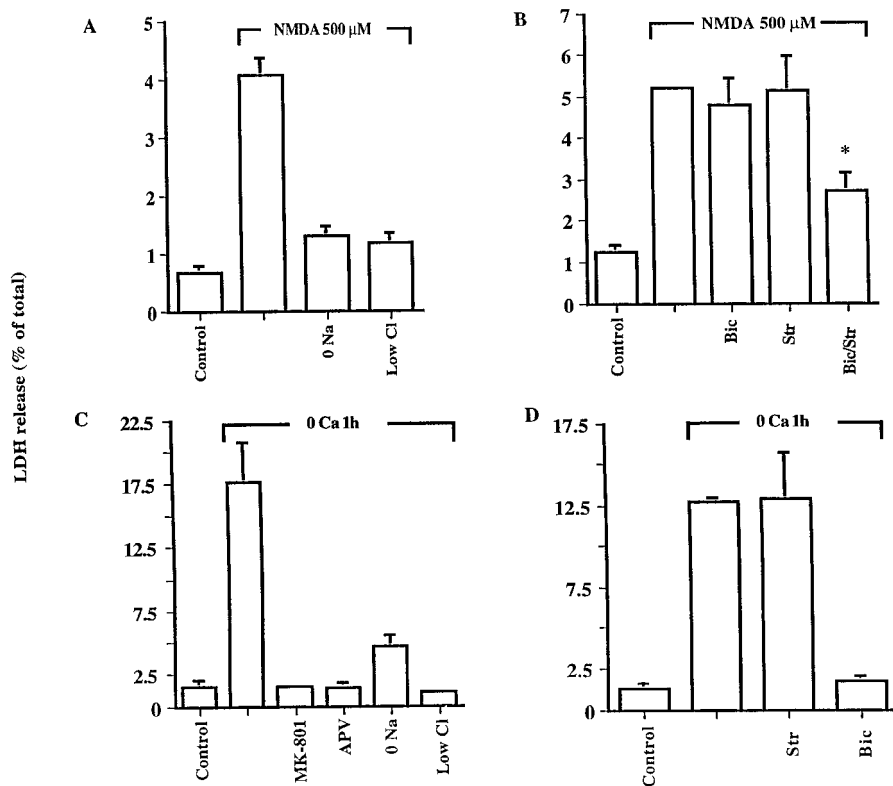 LDH release (% of total)
A
NMDA 500 µM
5
4
3
2
1
0
Control
-
0 Na
Low Cl
B
NMDA 500 µM
7
6
5
4
3
2
1
0
*
Control
-
Bic
Str
Bic/Str
C
0 Ca 1h
22.5
17.5
12.5
7.5
2.5
0
Control
-
MK-801
APV
0 Na
Low Cl
D
0 Ca 1h
17.5
12.5
7.5
2.5
0
Control
-
Str
Bic